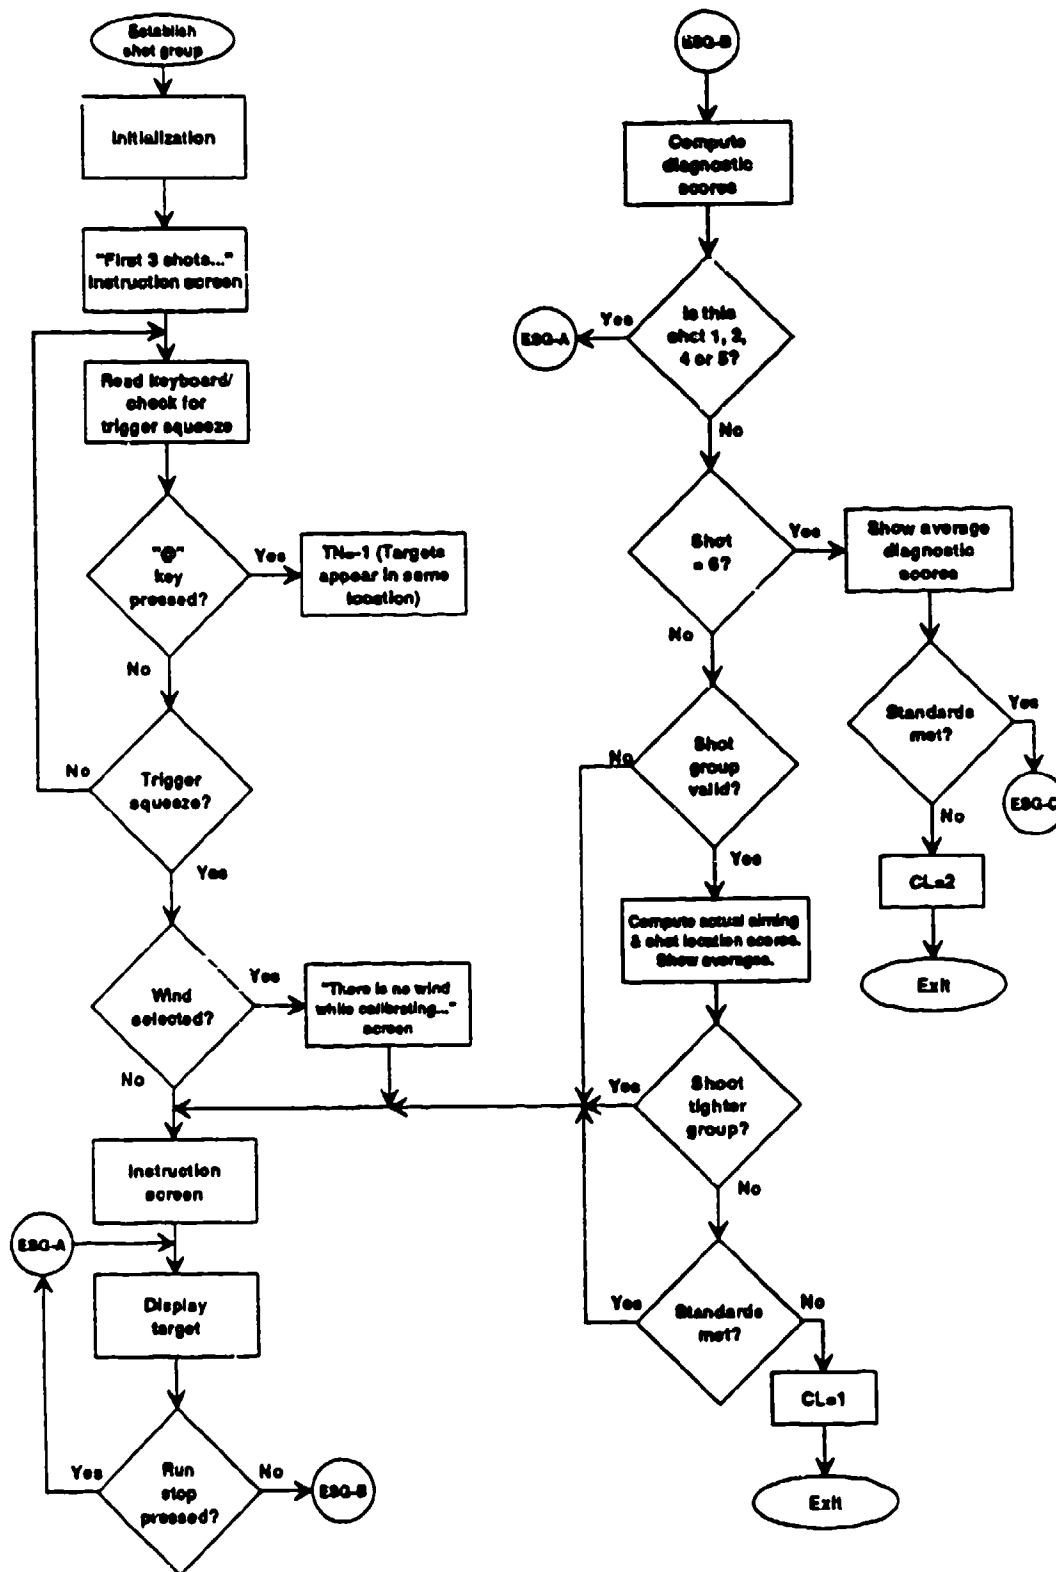 Establish
shot group
Initialization
"First 3 shots..."
instruction screen
Read keyboard/
check for
trigger squeeze
"@"
key
pressed?
Yes
TN=-1 (Targets
appear in same
location)
No
Trigger
squeeze?
No
Yes
Wind
selected?
Yes
"There is no wind
while calibrating..."
screen
No
Instruction
screen
ESG-A
Display
target
Run
stop
pressed?
Yes
No
ESG-B
ESG-B
Compute
diagnostic
scores
Is this
shot 1, 2,
4 or 5?
Yes
ESG-A
No
Shot
= 6?
Yes
Show average
diagnostic
scores
No
Standards
met?
Yes
ESG-C
No
CL=2
Exit
Shot
group
valid?
No
Yes
Compute actual aiming
& shot location scores.
Show averages.
Shoot
tighter
group?
Yes
No
Standards
met?
Yes
No
CL=1
Exit